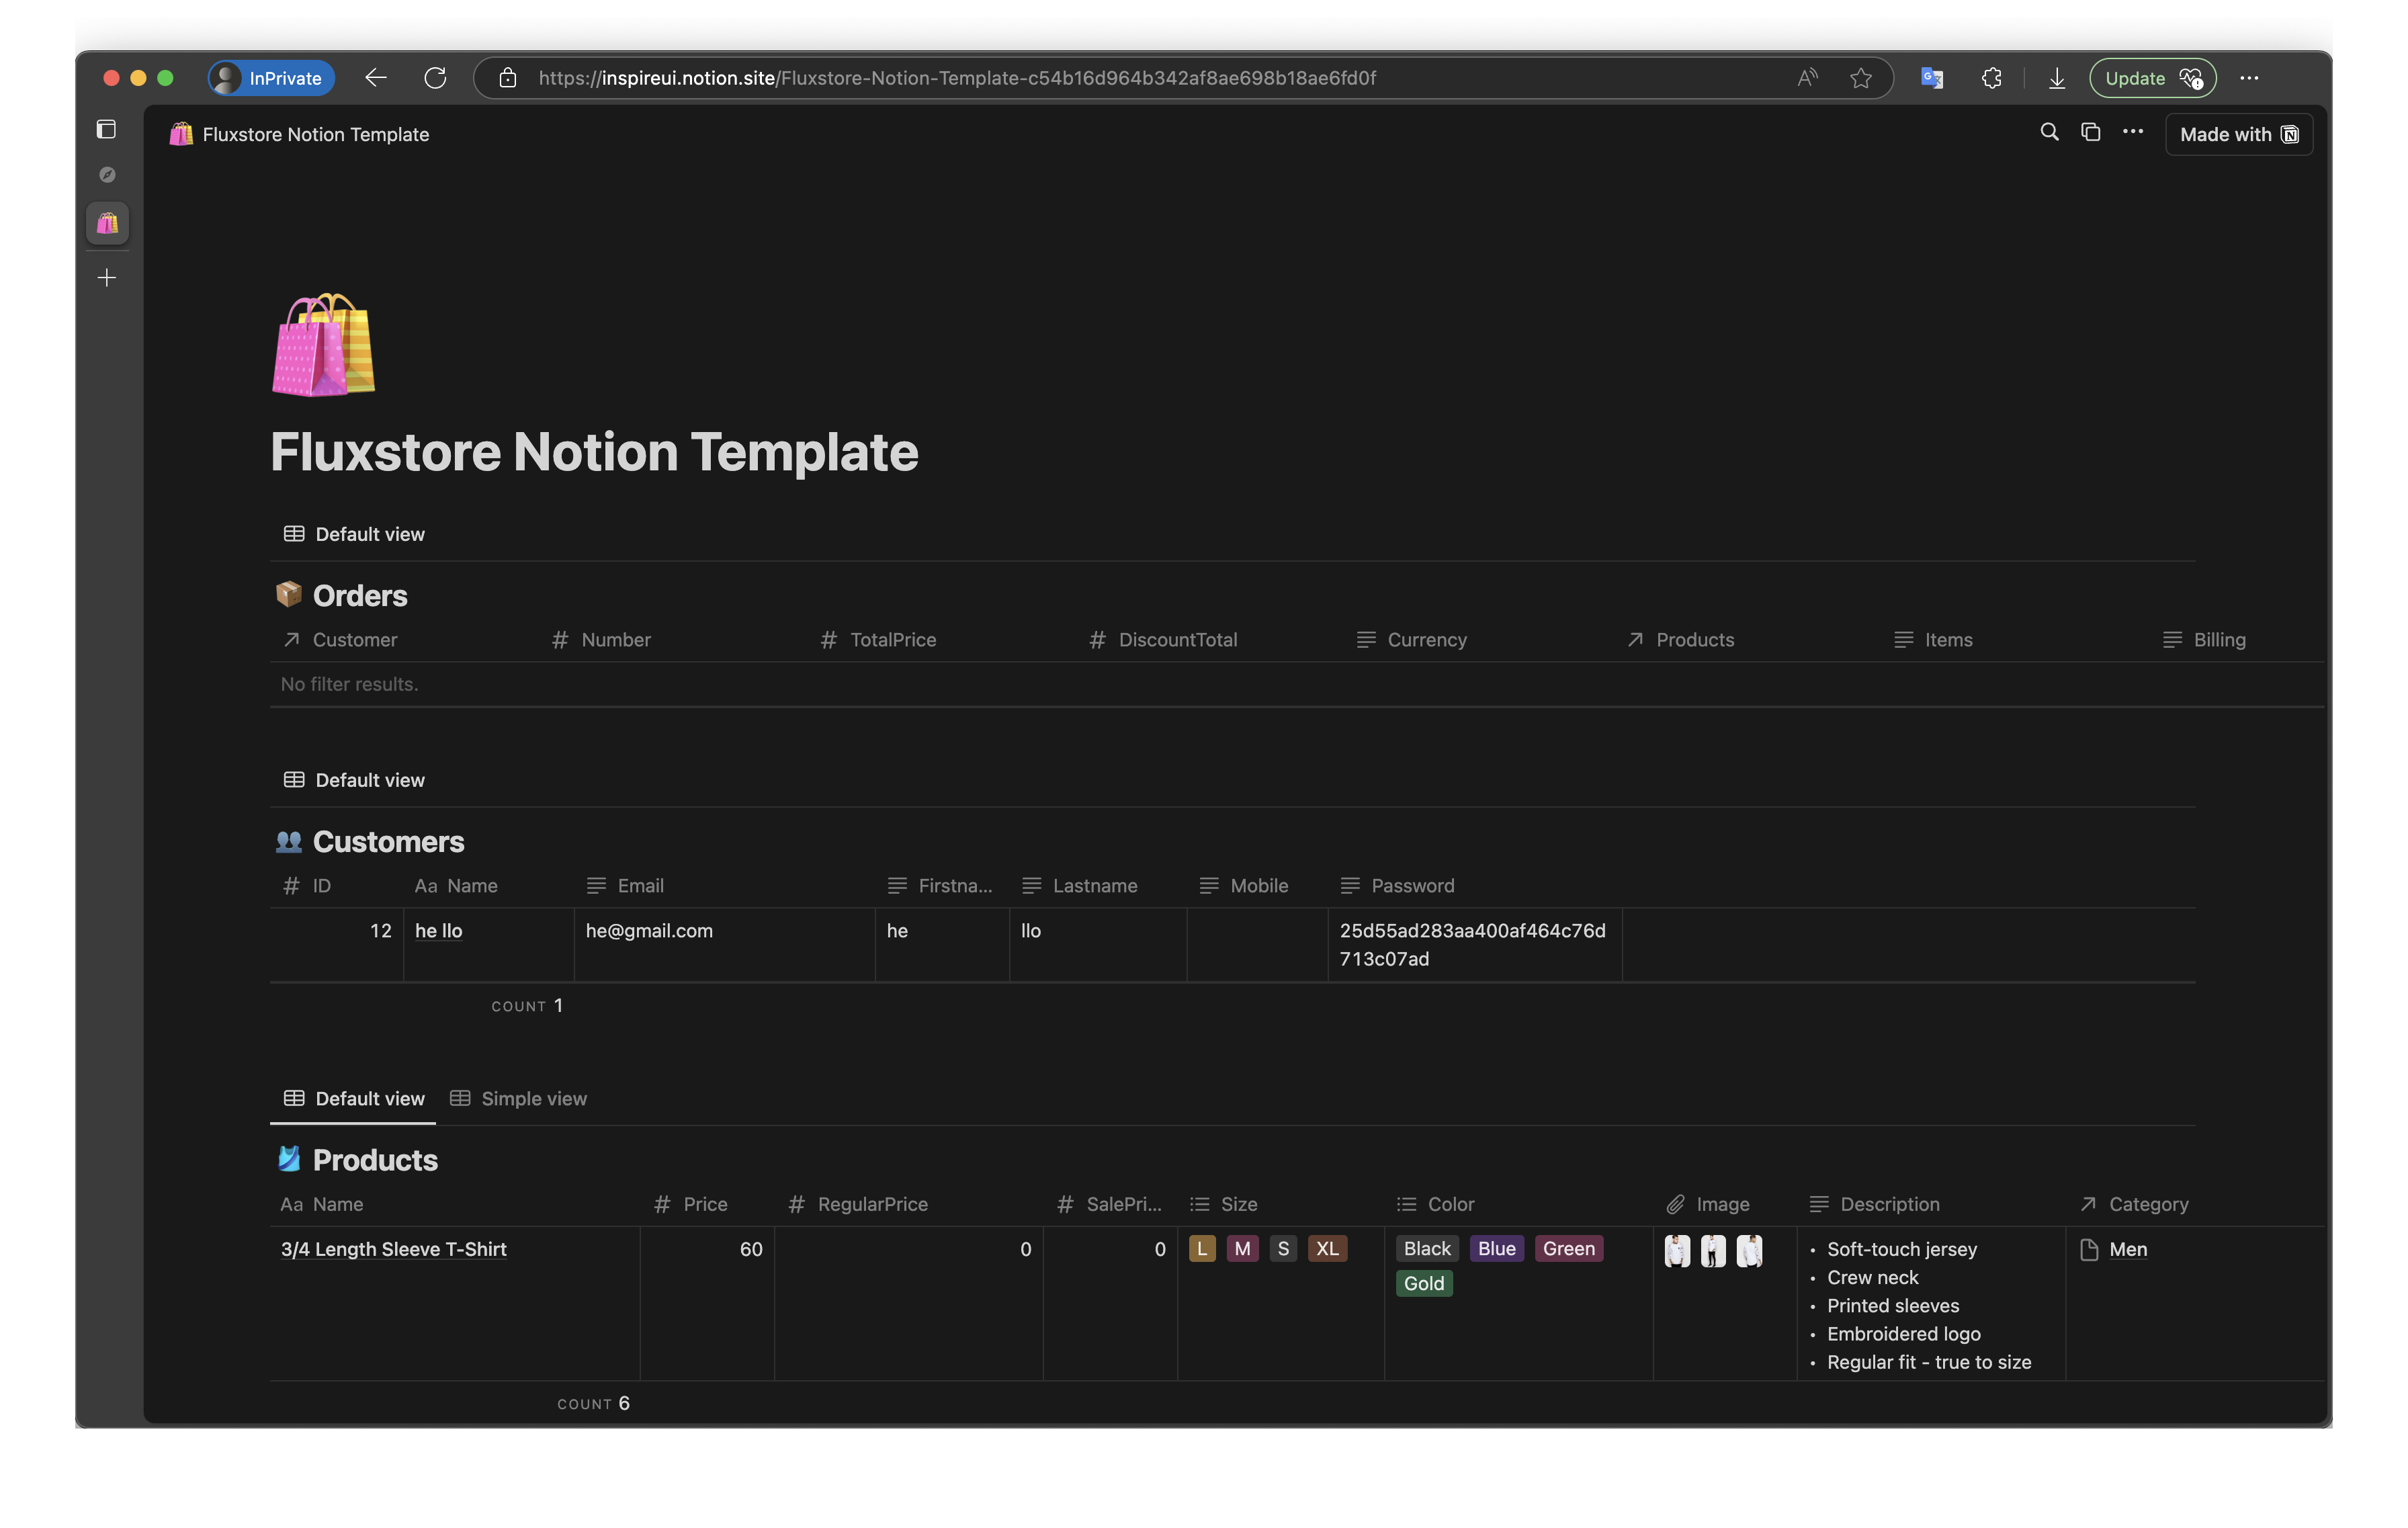 InPrivate
https://inspireui.notion.site/Fluxstore-Notion-Template-c54b16d964b342af8ae698b18ae6fd0f
Update
Fluxstore Notion Template
Made with
Fluxstore Notion Template
Default view
Orders
Customer Number TotalPrice DiscountTotal Currency Products Items Billing
No filter results.
Default view
Customers
ID Aa Name Email Firstna... Lastname Mobile Password
12 he llo he@gmail.com he llo 25d55ad283aa400af464c76d
713c07ad
COUNT 1
Default view Simple view
Products
Aa Name Price RegularPrice SalePri... Size Color Image Description Category
3/4 Length Sleeve T-Shirt 60 0 0 L M S XL Black Blue Green • Soft-touch jersey Men
Gold • Crew neck
• Printed sleeves
• Embroidered logo
• Regular fit - true to size
COUNT 6